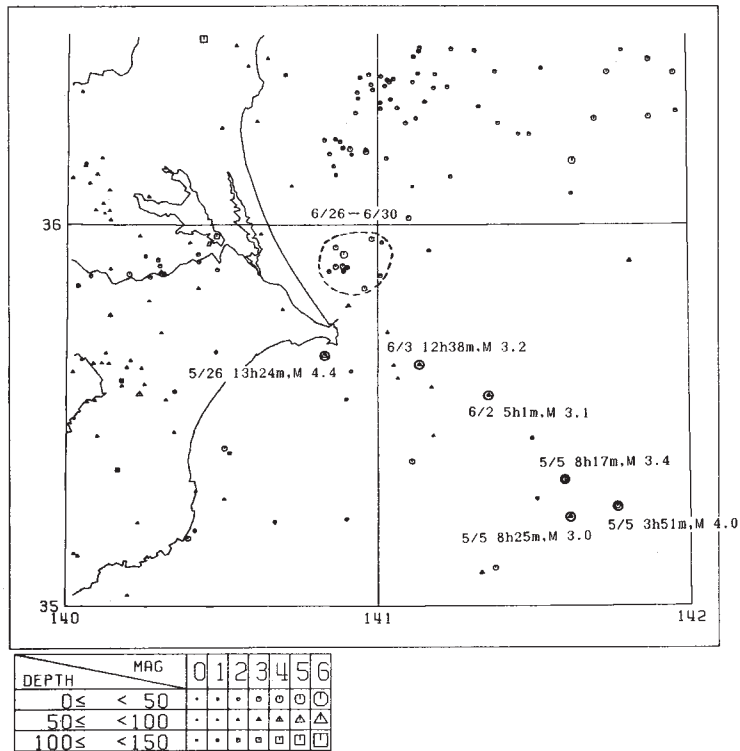 36
6/26—6/30
6/3 12h38m,M 3.2
5/26 13h24m,M 4.4
6/2 5h1m,M 3.1
5/5 8h17m,M 3.4
5/5 8h25m,M 3.0
5/5 3h51m,M 4.0
35
140
141
142
DEPTH MAG 0 1 2 3 4 5 6
0≤ < 50
50≤ <100
100≤ <150